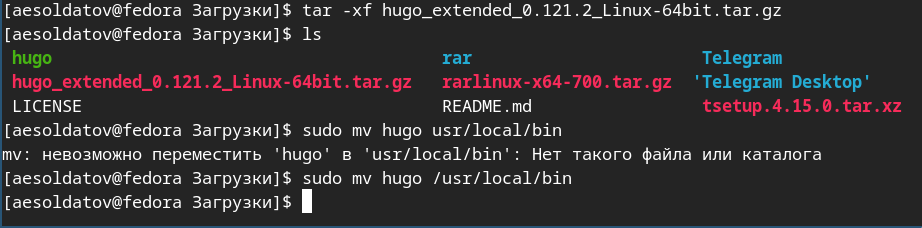 [aesoldatov@fedora Загрузки]$ tar -xf hugo_extended_0.121.2_Linux-64bit.tar.gz
[aesoldatov@fedora Загрузки]$ ls
hugo rar Telegram
hugo_extended_0.121.2_Linux-64bit.tar.gz rarlinux-x64-700.tar.gz 'Telegram Desktop'
LICENSE README.md tsetup.4.15.0.tar.xz
[aesoldatov@fedora Загрузки]$ sudo mv hugo usr/local/bin
mv: невозможно переместить 'hugo' в 'usr/local/bin': Нет такого файла или каталога
[aesoldatov@fedora Загрузки]$ sudo mv hugo /usr/local/bin
[aesoldatov@fedora Загрузки]$